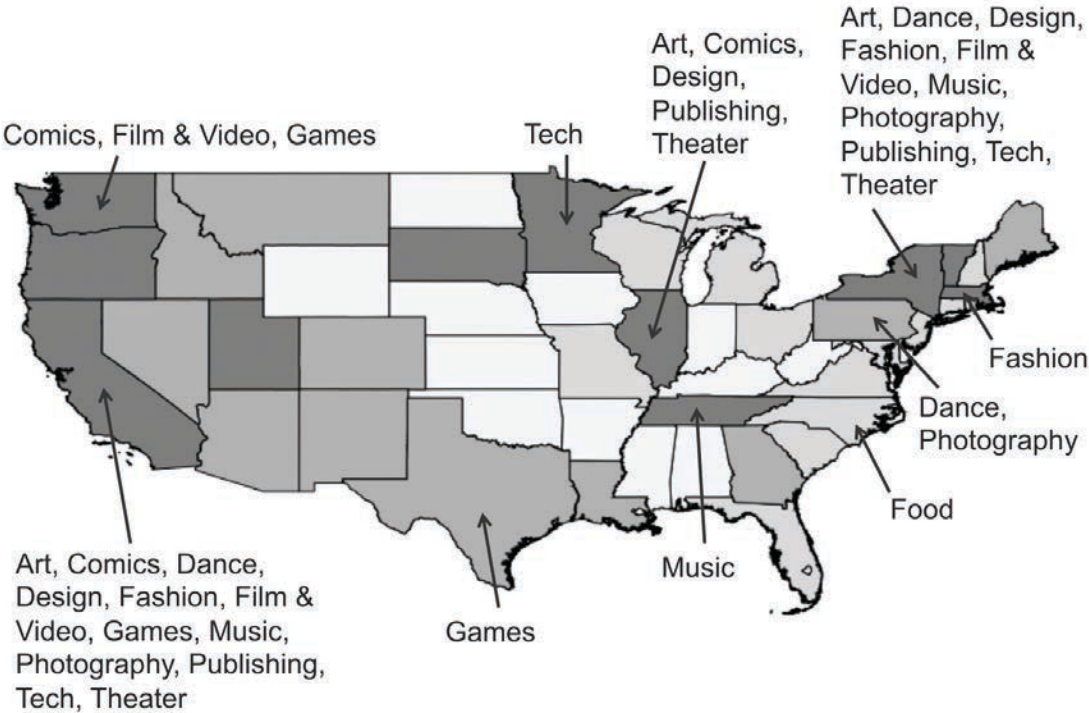 Art, Dance, Design,
Fashion, Film &
Video, Music,
Photography,
Publishing, Tech,
Theater
Art, Comics,
Design,
Publishing,
Theater
Comics, Film & Video, Games
Tech
Fashion
Dance,
Photography
Food
Music
Games
Art, Comics, Dance,
Design, Fashion, Film &
Video, Games, Music,
Photography, Publishing,
Tech, Theater